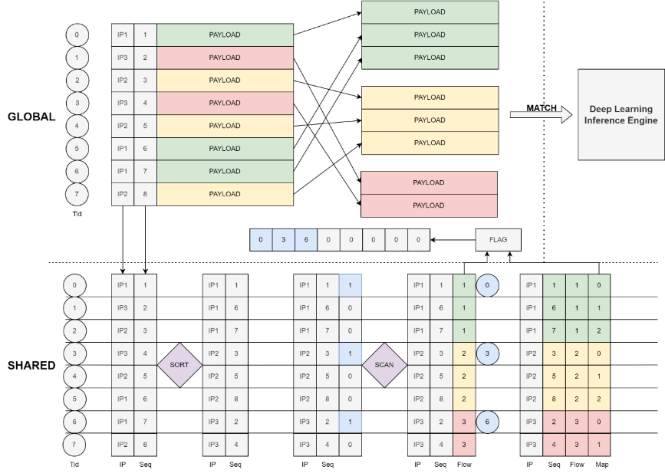 GLOBAL
0 IP1 1 PAYLOAD
1 IP3 2 PAYLOAD
2 IP2 3 PAYLOAD
3 IP3 4 PAYLOAD
4 IP2 5 PAYLOAD
5 IP1 6 PAYLOAD
6 IP1 7 PAYLOAD
7 IP2 8 PAYLOAD
Tid
PAYLOAD
PAYLOAD
PAYLOAD
PAYLOAD
PAYLOAD
PAYLOAD
PAYLOAD
PAYLOAD
MATCH
Deep Learning
Inference Engine
0 3 6 0 0 0 0 0
FLAG
SHARED
0 IP1 1 IP1 1 IP1 1 1 IP1 1 1 0 IP1 1 1 0
1 IP3 2 IP1 6 IP1 6 0 IP1 6 1 IP1 6 1 1
2 IP2 3 IP1 7 IP1 7 0 IP1 7 1 IP1 7 1 2
3 IP3 4 SORT IP2 3 IP2 3 1 SCAN IP2 3 2 3 IP2 3 2 0
4 IP2 5 IP2 5 IP2 5 0 IP2 5 2 IP2 5 2 1
5 IP1 6 IP2 8 IP2 8 0 IP2 8 2 IP2 8 2 2
6 IP1 7 IP3 2 IP3 2 1 IP3 2 3 6 IP3 2 3 0
7 IP2 8 IP3 4 IP3 4 0 IP3 4 3 IP3 4 3 1
Tid IP Seq IP Seq IP Seq IP Seq Flow IP Seq Flow Map